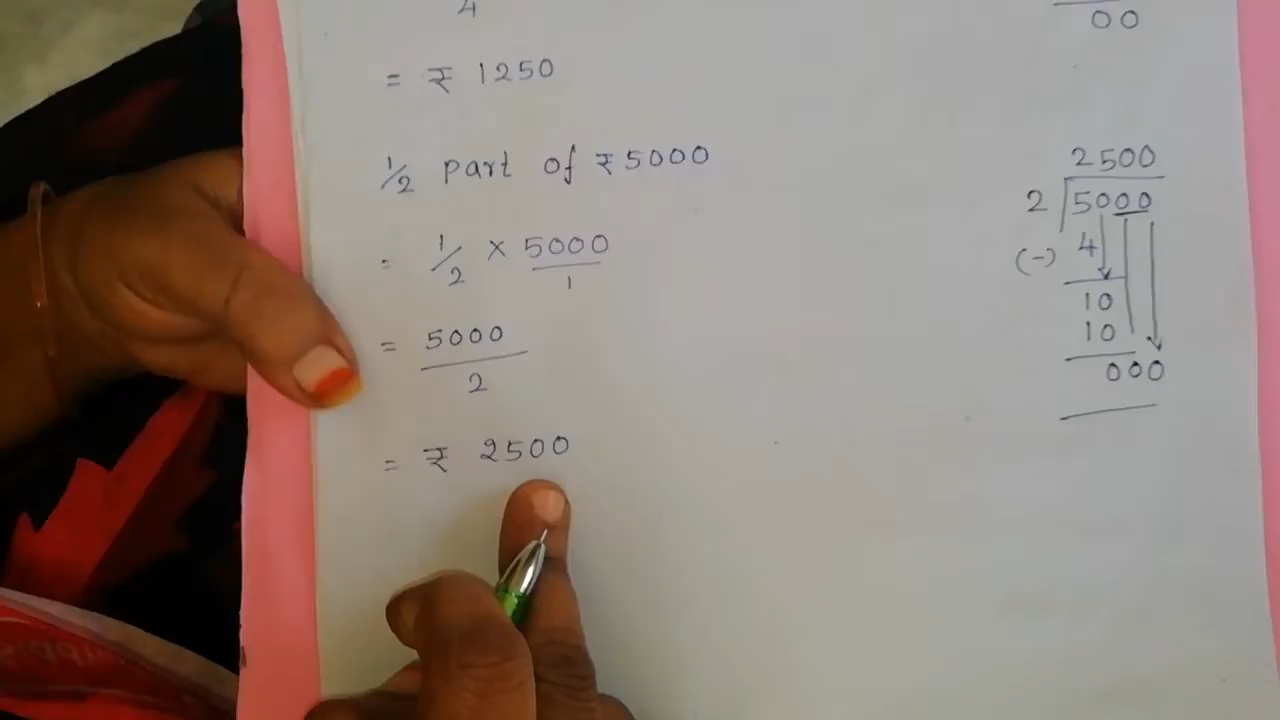 4
= ₹ 1250
1/2 part of ₹5000
= 1/2 × 5000/1
= 5000
2
= ₹ 2500
00
2500
2 5000
(-) 4
10
10
000